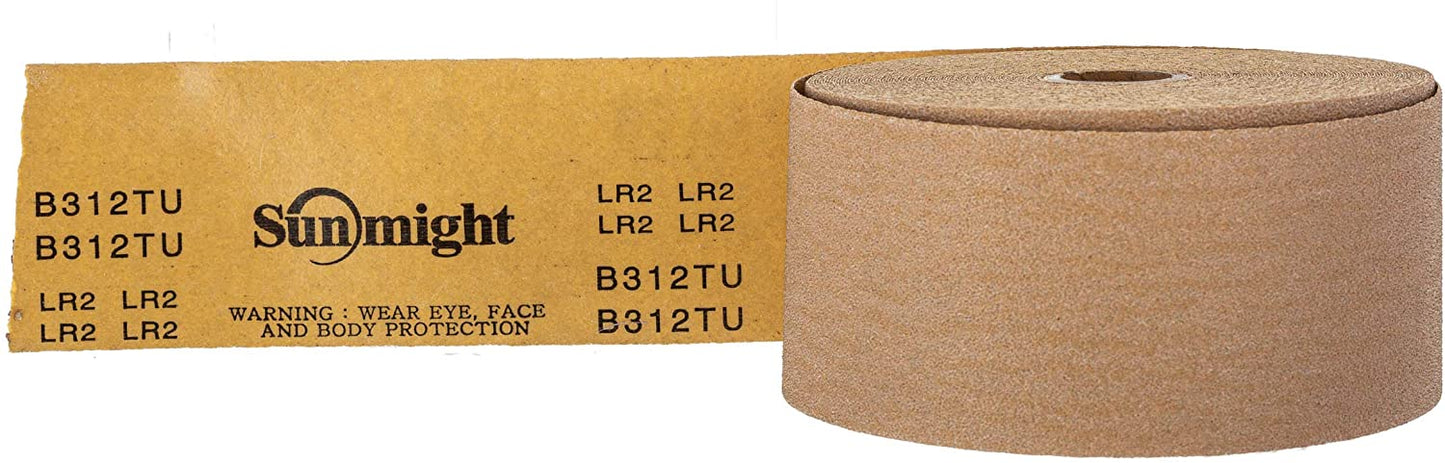 B312TU
B312TU
LR2 LR2
LR2 LR2
Sunmight
WARNING : WEAR EYE, FACE
AND BODY PROTECTION
LR2 LR2
LR2 LR2
B312TU
B312TU